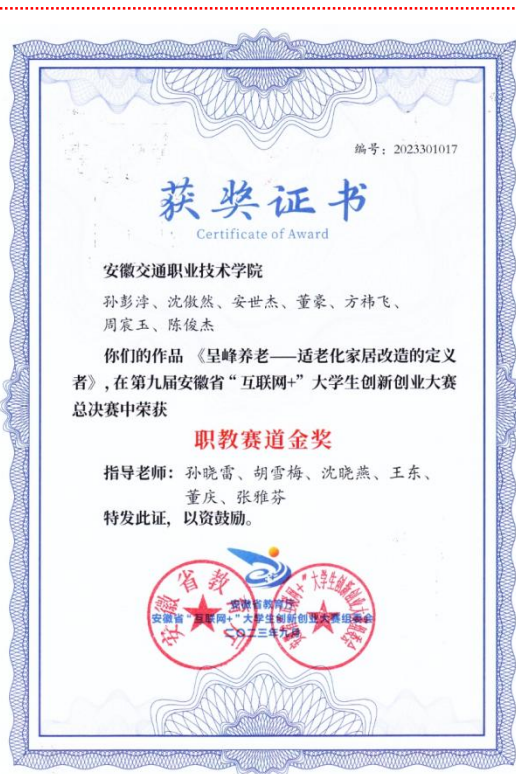 编号：2023301017
获奖证书
Certificate of Award
安徽交通职业技术学院
孙彭涬、沈傲然、安世杰、董豪、方祎飞、
周宸玉、陈俊杰
你们的作品 《呈峰养老——适老化家居改造的定义
者》，在第九届安徽省“互联网+”大学生创新创业大赛
总决赛中荣获
职教赛道金奖
指导老师：孙晓雷、胡雪梅、沈晓燕、王东、
董庆、张雅芬
特发此证，以资鼓励。
安徽省教育厅
安徽省“互联网+”大学生创新创业大赛组委会
二〇二三年九月
安徽省教育厅